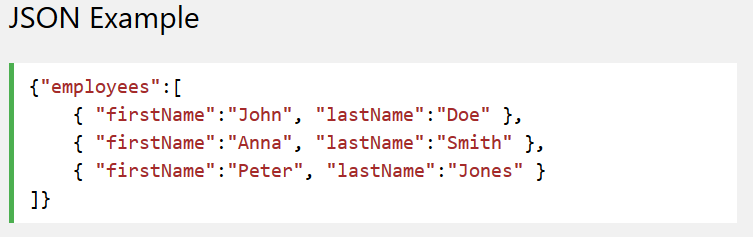 JSON Example
{"employees":[
    { "firstName":"John", "lastName":"Doe" },
    { "firstName":"Anna", "lastName":"Smith" },
    { "firstName":"Peter", "lastName":"Jones" }
]}